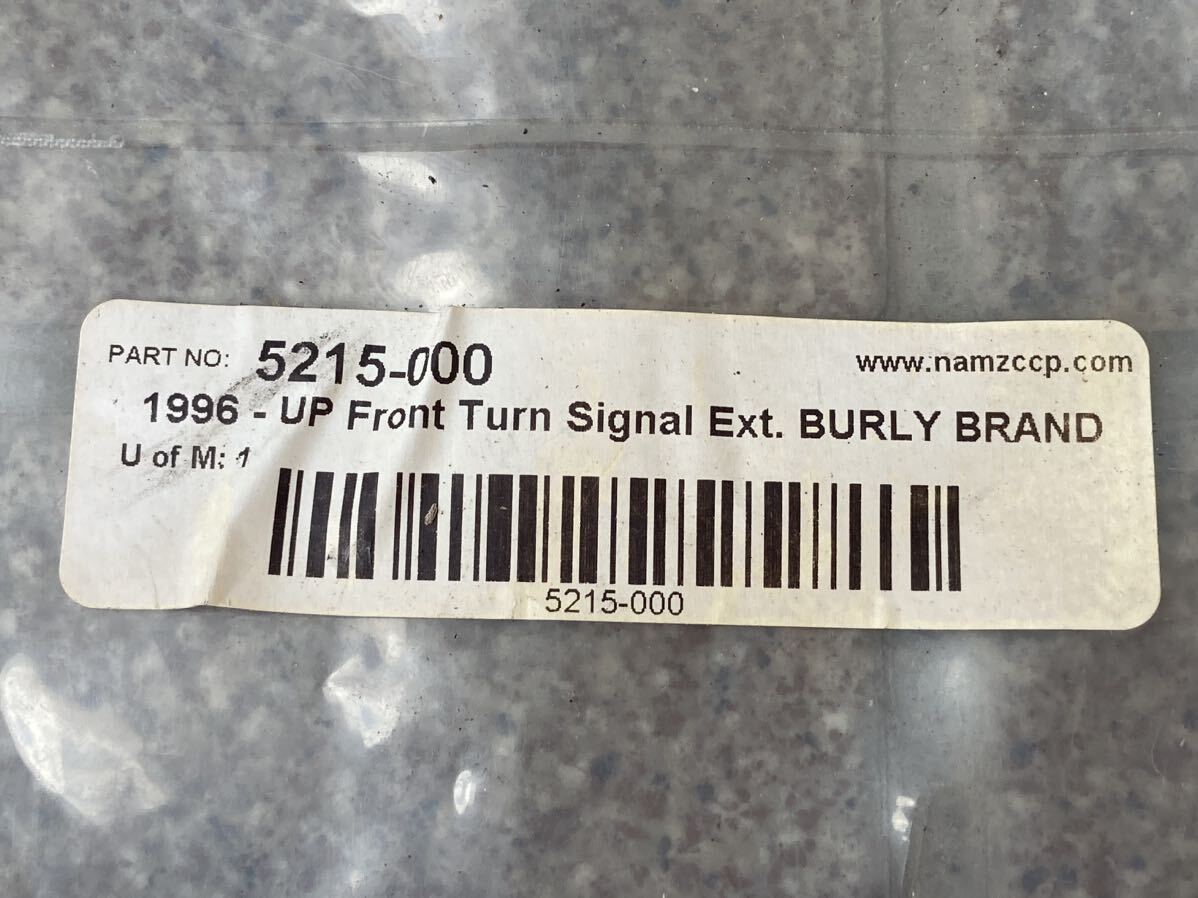 PART NO: 5215-000
www.namzccp.com
1996 - UP Front Turn Signal Ext. BURLY BRAND
U of M: 1
5215-000